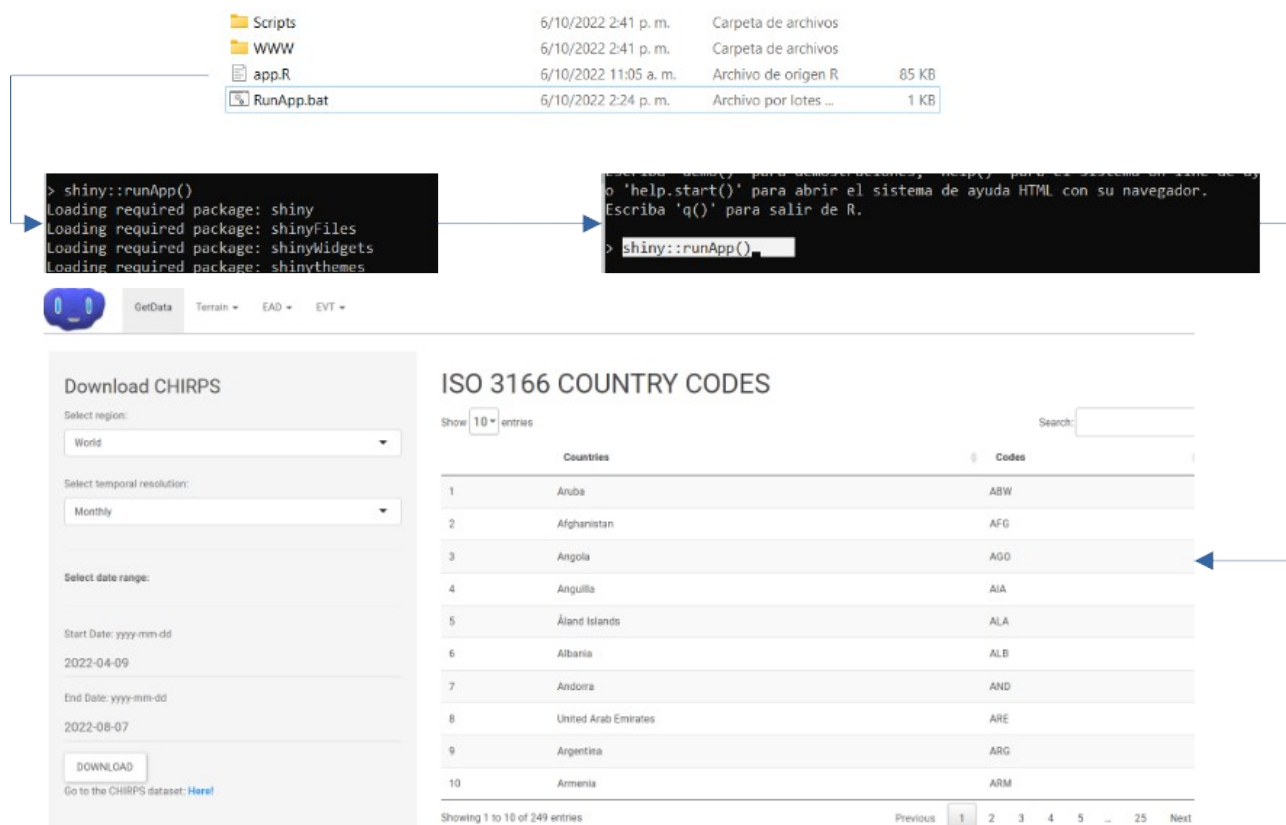 Scripts 6/10/2022 2:41 p. m. Carpeta de archivos
WWW 6/10/2022 2:41 p. m. Carpeta de archivos
app.R 6/10/2022 11:05 a. m. Archivo de origen R 85 KB
RunApp.bat 6/10/2022 2:24 p. m. Archivo por lotes ... 1 KB
> shiny::runApp()
Loading required package: shiny
Loading required package: shinyFiles
Loading required package: shinyWidgets
Loading required package: shinythemes
o 'help.start()' para abrir el sistema de ayuda HTML con su navegador.
Escriba 'q()' para salir de R.
> shiny::runApp()
GetData Terrain EAD EVT
Download CHIRPS
Select region:
World
Select temporal resolution:
Monthly
Select date range:
Start Date: yyyy-mm-dd
2022-04-09
End Date: yyyy-mm-dd
2022-08-07
DOWNLOAD
Go to the CHIRPS dataset: Here!
ISO 3166 COUNTRY CODES
Show 10 entries Search:
Countries Codes
1 Aruba ABW
2 Afghanistan AFG
3 Angola AGO
4 Anguilla AIA
5 Åland Islands ALA
6 Albania ALB
7 Andorra AND
8 United Arab Emirates ARE
9 Argentina ARG
10 Armenia ARM
Showing 1 to 10 of 249 entries Previous 1 2 3 4 5 … 25 Next